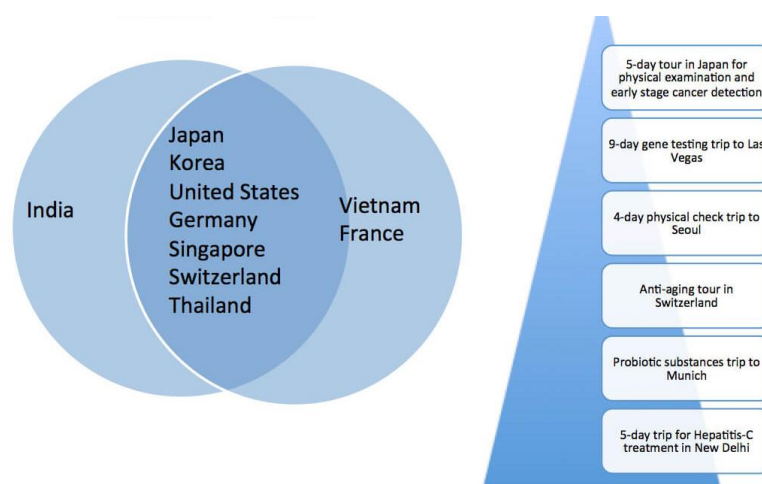 India
Japan
Korea
United States
Germany
Singapore
Switzerland
Thailand
Vietnam
France
5-day tour in Japan for
physical examination and
early stage cancer detection
9-day gene testing trip to Las
Vegas
4-day physical check trip to
Seoul
Anti-aging tour in
Switzerland
Probiotic substances trip to
Munich
5-day trip for Hepatitis-C
treatment in New Delhi